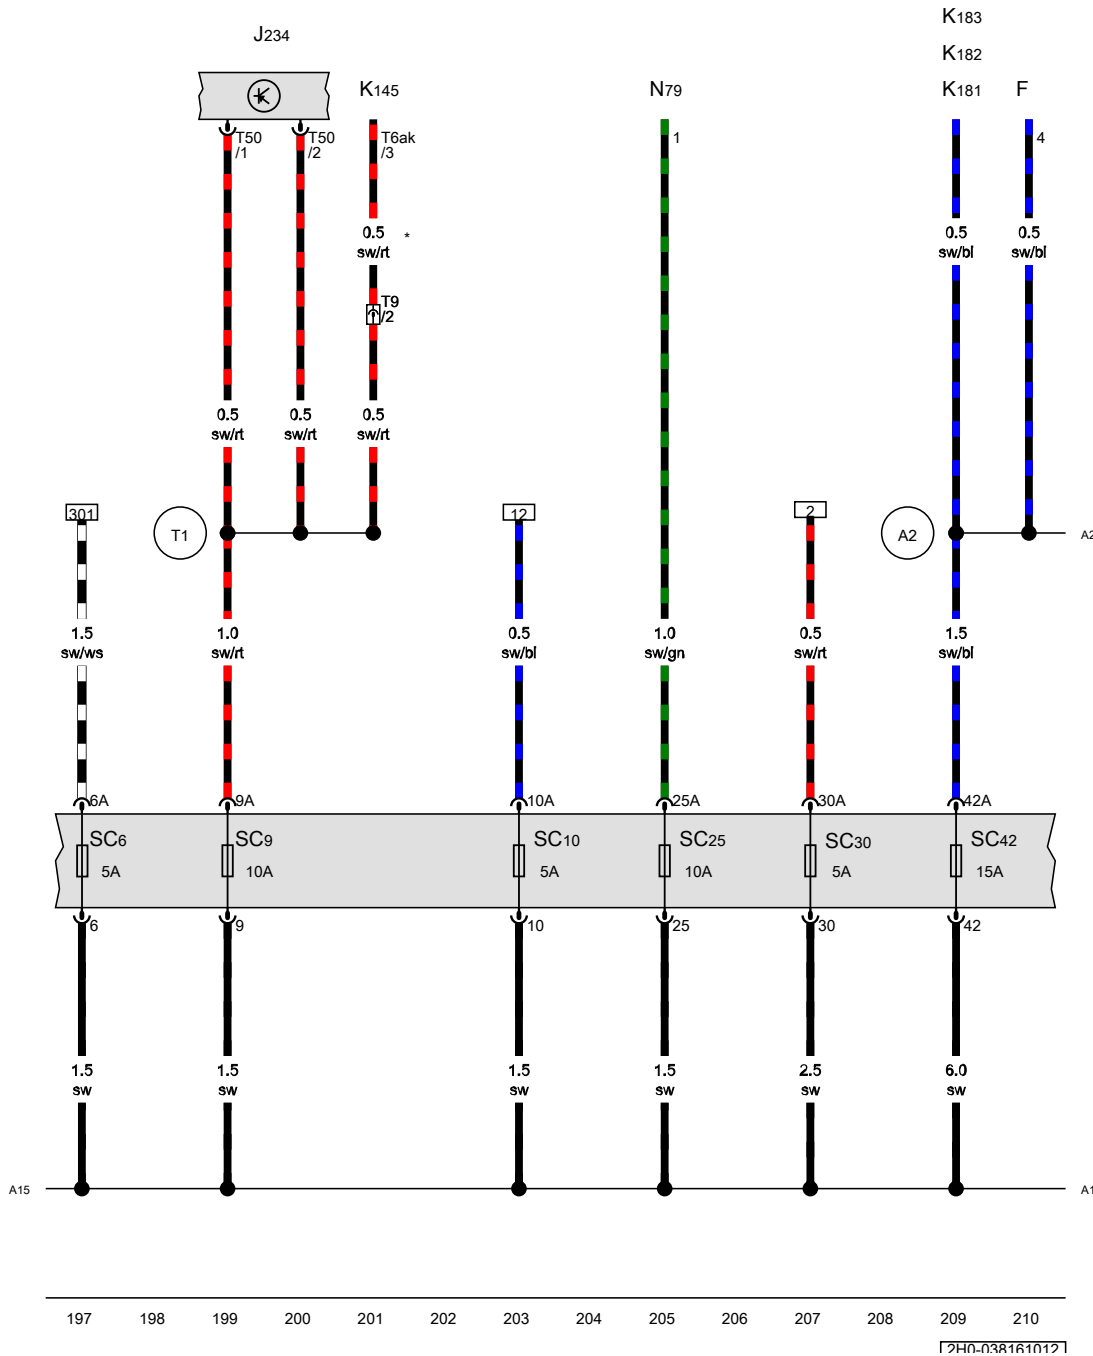 K183
K182
J234
K145
N79
K181
F
T50
/1
T50
/2
T6ak
/3
1
4
0.5
sw/rt
*
0.5
sw/bl
0.5
sw/bl
T9
/2
0.5
sw/rt
0.5
sw/rt
0.5
sw/rt
301
T1
12
2
A2
A2
1.5
sw/ws
1.0
sw/rt
0.5
sw/bl
1.0
sw/gn
0.5
sw/rt
1.5
sw/bl
6A
9A
10A
25A
30A
42A
SC6
5A
SC9
10A
SC10
5A
SC25
10A
SC30
5A
SC42
15A
6
9
10
25
30
42
1.5
sw
1.5
sw
1.5
sw
1.5
sw
2.5
sw
6.0
sw
A15
A1
197 198 199 200 201 202 203 204 205 206 207 208 209 210
2H0-038161012